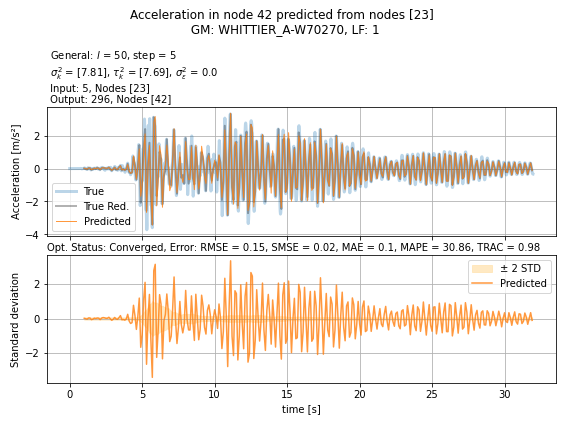 Acceleration in node 42 predicted from nodes [23]
GM: WHITTIER_A-W70270, LF: 1
General: l = 50, step = 5
σ²ₖ = [7.81], τ²ₖ = [7.69], σ²ε = 0.0
Input: 5, Nodes [23]
Output: 296, Nodes [42]
Acceleration [m/s²]
2
0
−2
−4
True
True Red.
Predicted
Opt. Status: Converged, Error: RMSE = 0.15, SMSE = 0.02, MAE = 0.1, MAPE = 30.86, TRAC = 0.98
Standard deviation
2
0
−2
± 2 STD
Predicted
0 5 10 15 20 25 30
time [s]